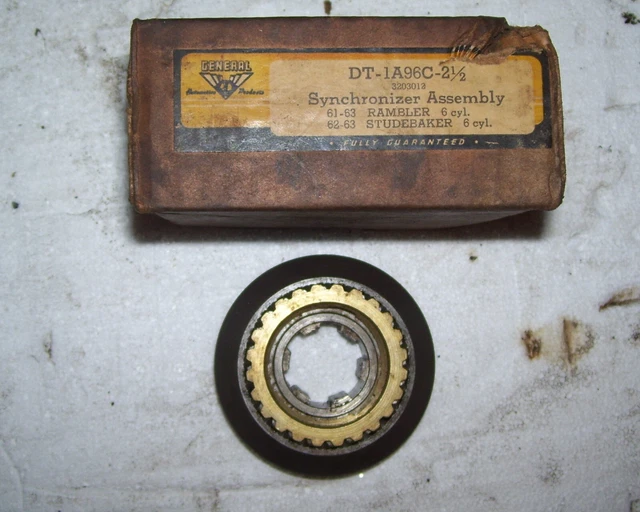 GENERAL
Automotive Products
DT-1A96C-2½
3203013
Synchronizer Assembly
61-63 RAMBLER 6 cyl.
62-63 STUDEBAKER 6 cyl.
• FULLY GUARANTEED •